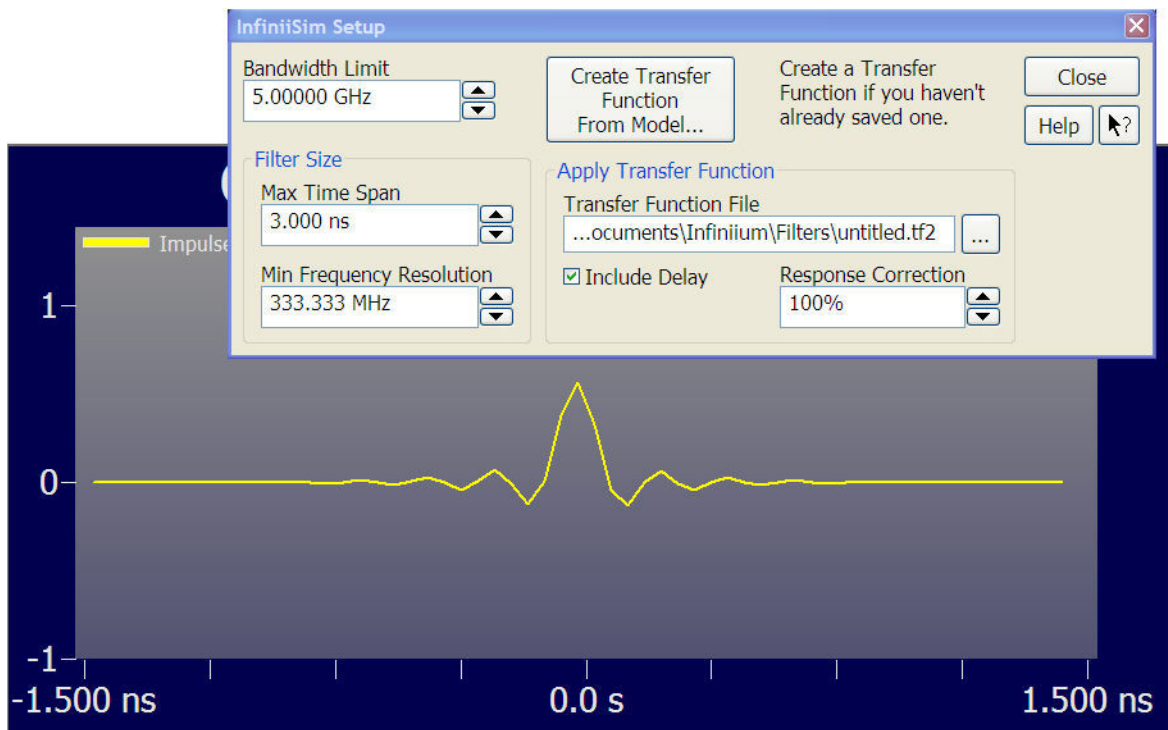 InfiniiSim Setup
Bandwidth Limit
5.00000 GHz
Create Transfer
Function
From Model...
Create a Transfer
Function if you haven't
already saved one.
Close
Help
?
Filter Size
Max Time Span
3.000 ns
Min Frequency Resolution
333.333 MHz
Apply Transfer Function
Transfer Function File
...ocuments\Infiniium\Filters\untitled.tf2
...
Include Delay
Response Correction
100%
Impulse
1
0
-1
-1.500 ns
0.0 s
1.500 ns